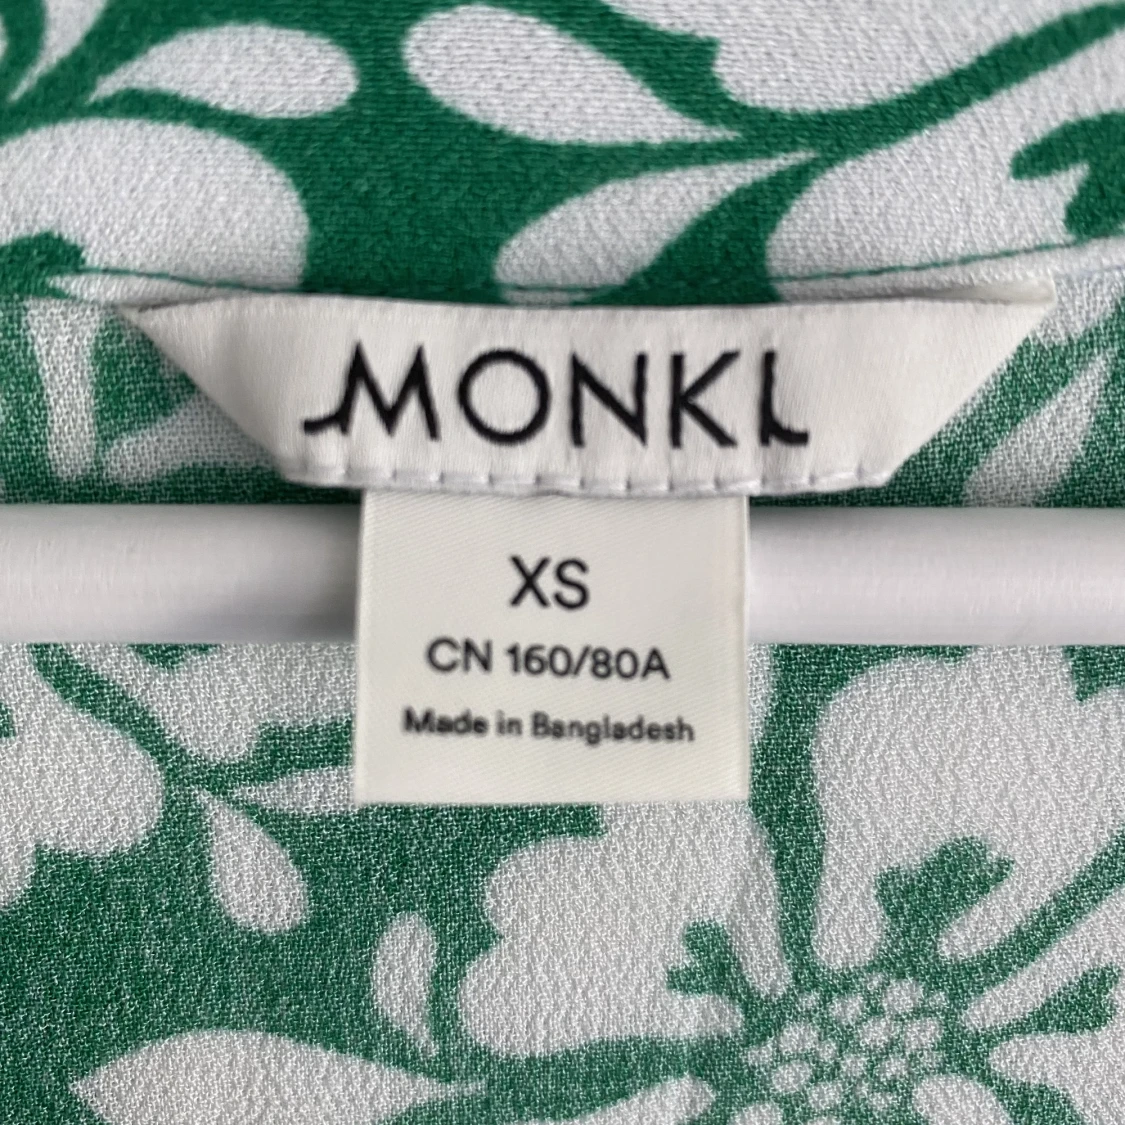 MONKI
XS
CN 160/80A
Made in Bangladesh